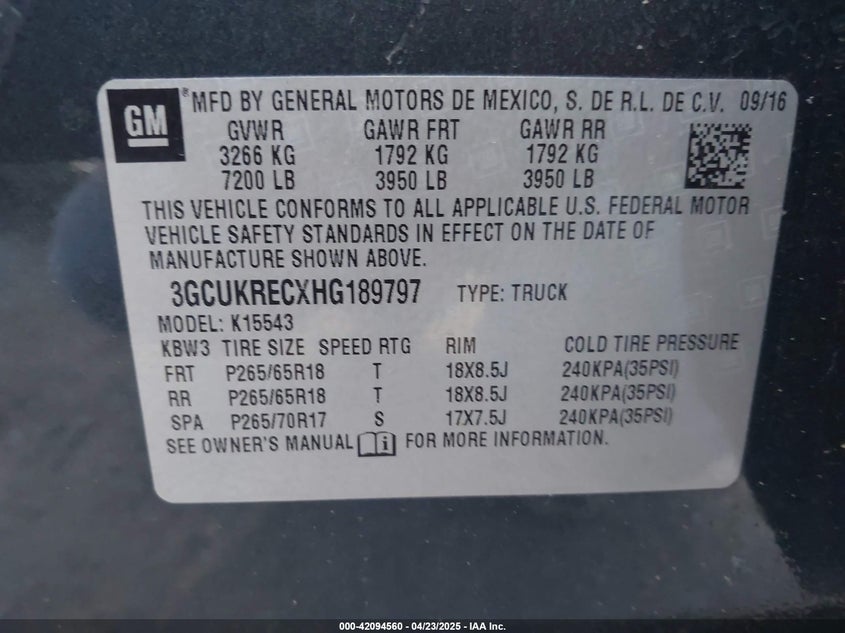 GM
® MFD BY GENERAL MOTORS DE MEXICO, S. DE R.L. DE C.V. 09/16
GVWR GAWR FRT GAWR RR
3266 KG 1792 KG 1792 KG
7200 LB 3950 LB 3950 LB
THIS VEHICLE CONFORMS TO ALL APPLICABLE U.S. FEDERAL MOTOR
VEHICLE SAFETY STANDARDS IN EFFECT ON THE DATE OF
MANUFACTURE SHOWN ABOVE.
3GCUKRECXHG189797 TYPE: TRUCK
MODEL: K15543
KBW3 TIRE SIZE SPEED RTG RIM COLD TIRE PRESSURE
FRT P265/65R18 T 18X8.5J 240KPA(35PSI)
RR P265/65R18 T 18X8.5J 240KPA(35PSI)
SPA P265/70R17 S 17X7.5J 240KPA(35PSI)
SEE OWNER'S MANUAL i FOR MORE INFORMATION.
000-42094560 - 04/23/2025 - IAA Inc.